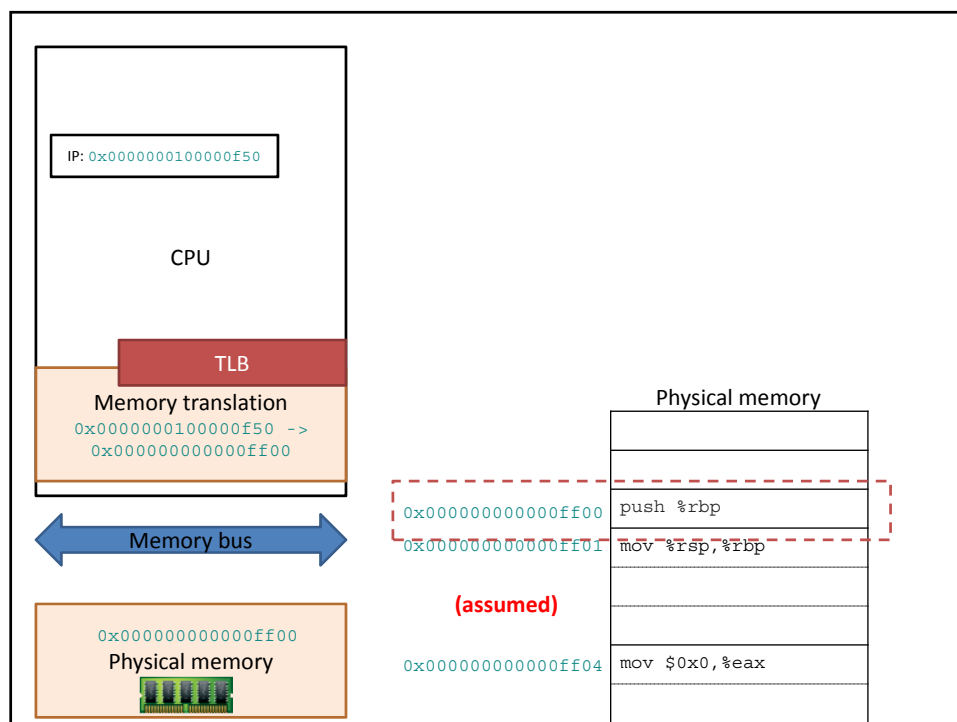 IP: 0x0000000100000f50
CPU
TLB
Memory translation
0x0000000100000f50 ->
0x000000000000ff00
Memory bus
0x000000000000ff00
Physical memory
Physical memory
0x000000000000ff00 push %rbp
0x000000000000ff01 mov %rsp,%rbp
(assumed)
0x000000000000ff04 mov $0x0,%eax